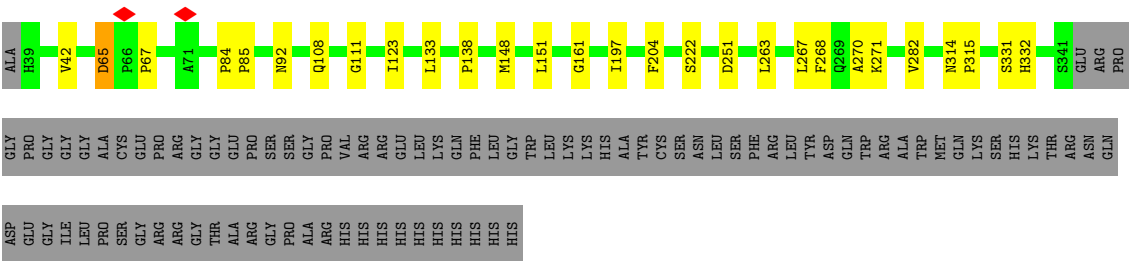 ALA H39 V42 D65 P66 P67 A71 P84 P85 N92 Q108 G111 I123 L133 P138 M148 L151 G161 I197 F204 S222 D251 L263 L267 F268 Q269 A270 K271 V282 N314 P315 S331 H332 S341 GLU ARG PRO
GLY PRO GLY GLY GLY ALA CYS GLU PRO ARG GLY GLY GLU PRO SER SER GLY PRO VAL ARG ARG GLU LEU LYS GLN PHE LEU GLY TRP LEU LYS LYS HIS ALA TYR CYS SER ASN LEU SER PHE ARG LEU TYR ASP GLN TRP ARG ALA TRP MET GLN LYS SER HIS LYS THR ARG ASN GLN
ASP GLU GLY ILE LEU PRO SER GLY ARG ARG GLY THR ALA ARG GLY PRO ALA ARG HIS HIS HIS HIS HIS HIS HIS HIS HIS HIS